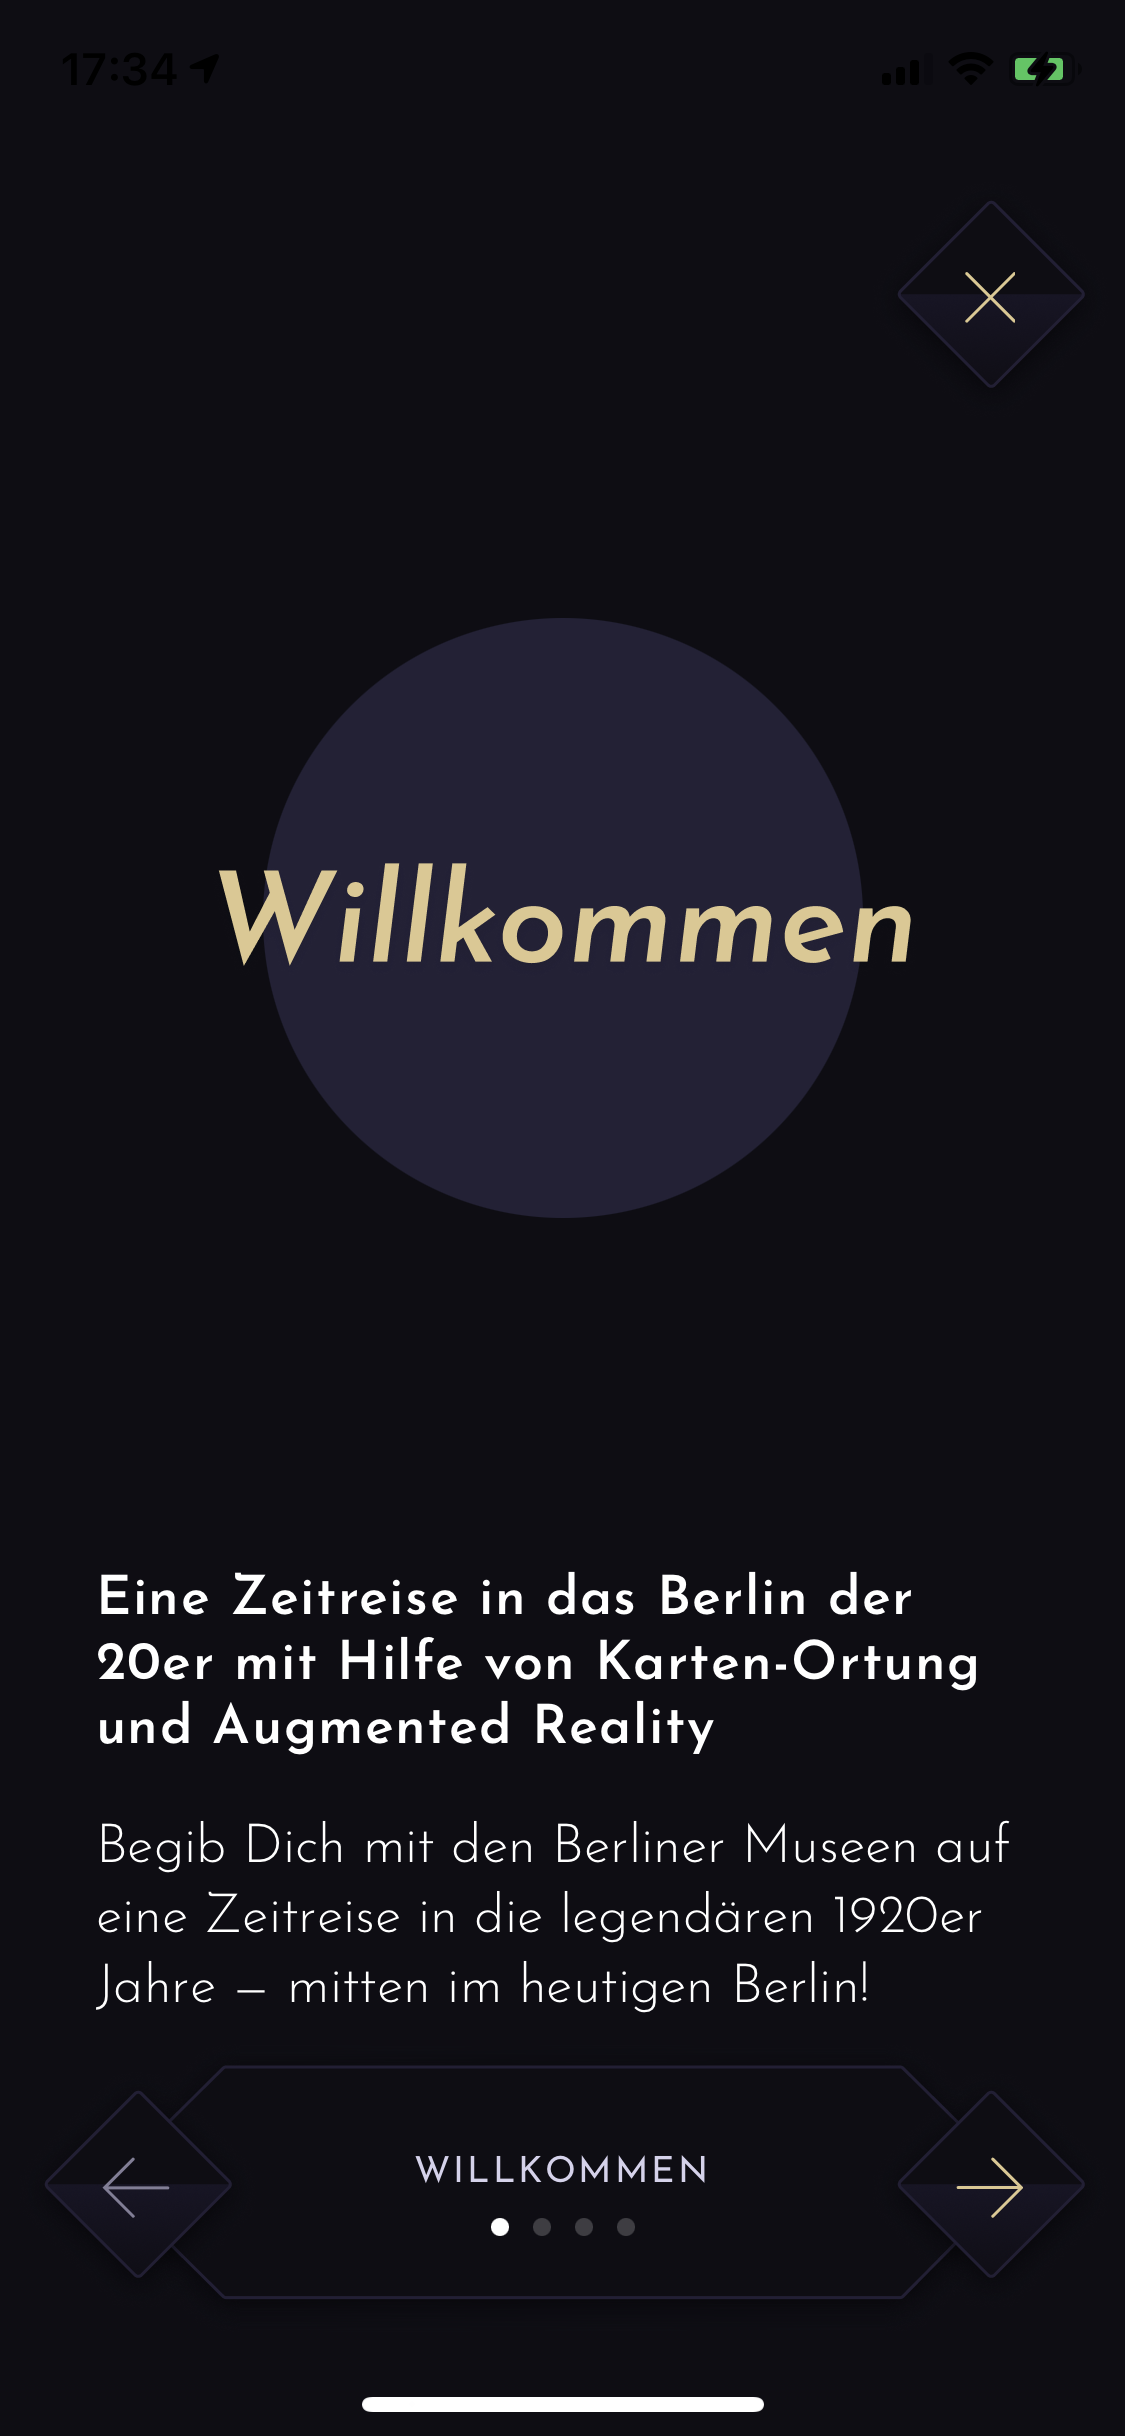 17:34
Willkommen
Eine Zeitreise in das Berlin der
20er mit Hilfe von Karten-Ortung
und Augmented Reality
Begib Dich mit den Berliner Museen auf
eine Zeitreise in die legendären 1920er
Jahre – mitten im heutigen Berlin!
WILLKOMMEN